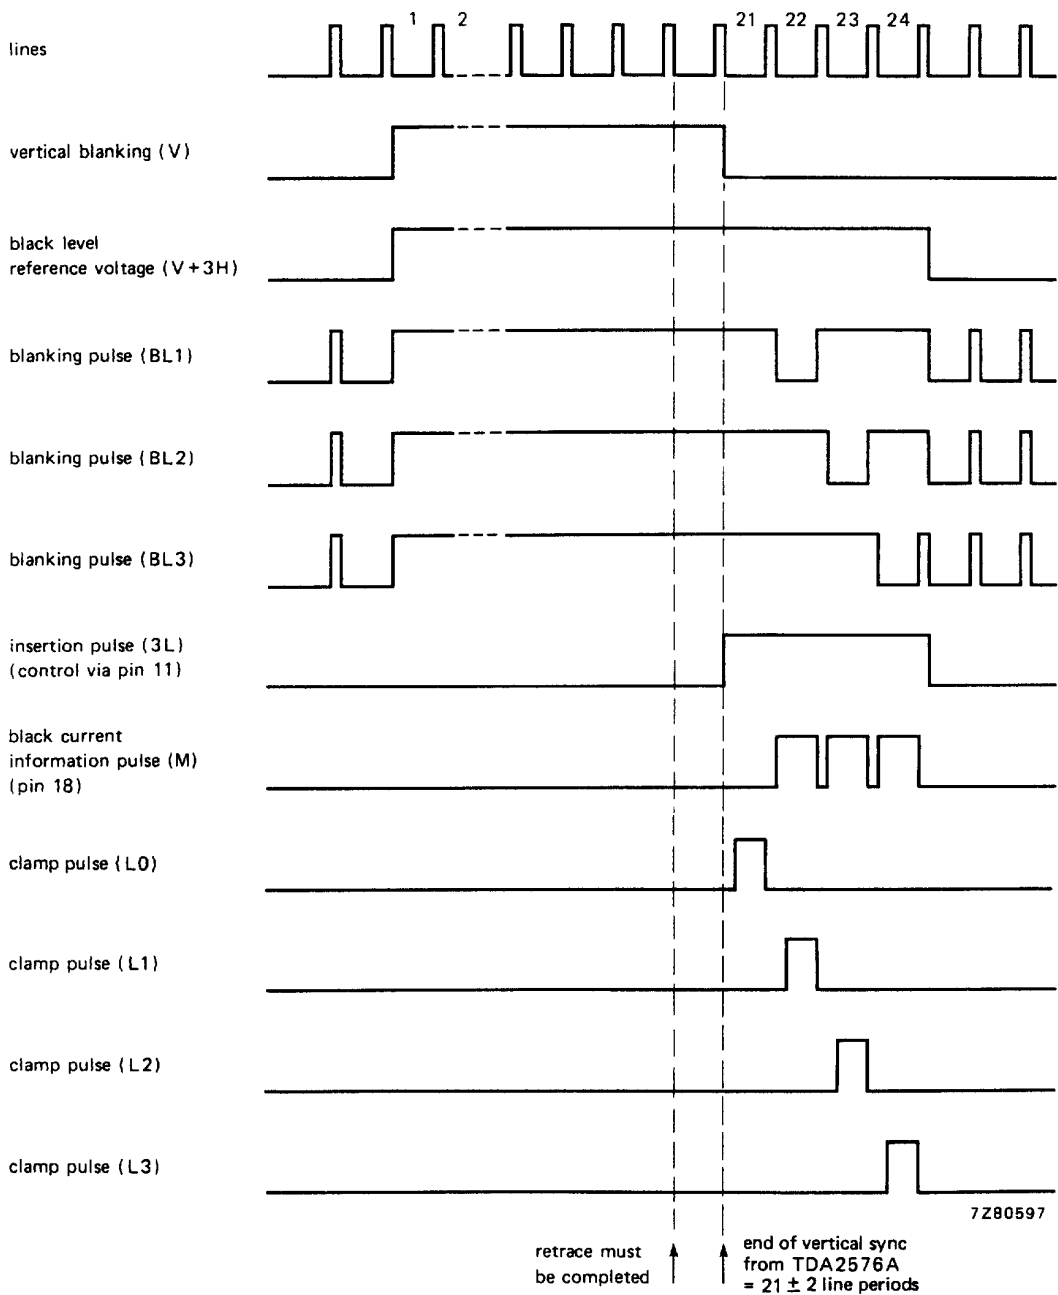 1 2 21 22 23 24
lines
vertical blanking (V)
black level
reference voltage (V+3H)
blanking pulse (BL1)
blanking pulse (BL2)
blanking pulse (BL3)
insertion pulse (3L)
(control via pin 11)
black current
information pulse (M)
(pin 18)
clamp pulse (L0)
clamp pulse (L1)
clamp pulse (L2)
clamp pulse (L3)
7Z80597
retrace must
be completed
end of vertical sync
from TDA2576A
= 21 ± 2 line periods